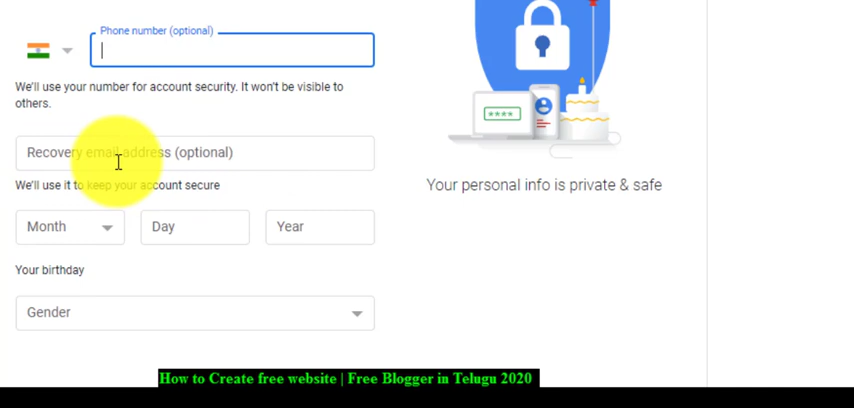 Phone number (optional)
We'll use your number for account security. It won't be visible to
others.
Recovery email address (optional)
We'll use it to keep your account secure
Month
Day
Year
Your birthday
Gender
****
Your personal info is private & safe
How to Create free website | Free Blogger in Telugu 2020